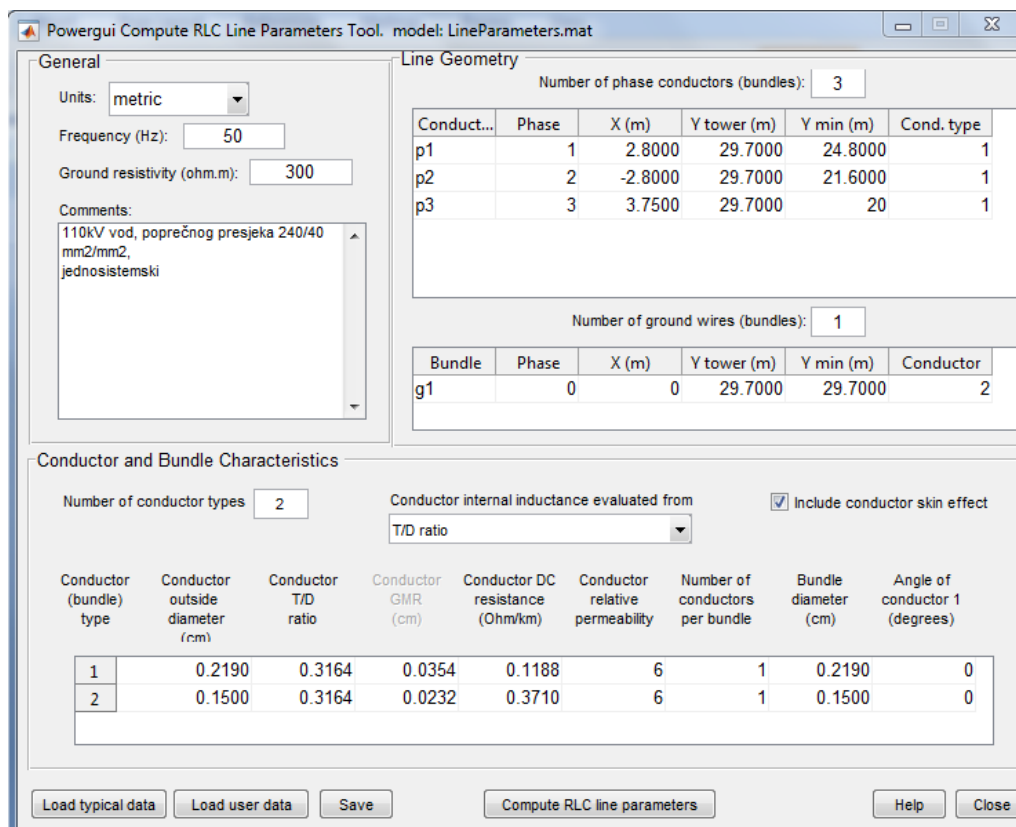 Powergui Compute RLC Line Parameters Tool. model: LineParameters.mat
General
Units: metric
Frequency (Hz): 50
Ground resistivity (ohm.m): 300
Comments:
110kV vod, poprečnog presjeka 240/40
mm2/mm2,
jednosistemski
Line Geometry
Number of phase conductors (bundles): 3
Conduct... Phase X (m) Y tower (m) Y min (m) Cond. type
p1 1 2.8000 29.7000 24.8000 1
p2 2 -2.8000 29.7000 21.6000 1
p3 3 3.7500 29.7000 20 1
Number of ground wires (bundles): 1
Bundle Phase X (m) Y tower (m) Y min (m) Conductor
g1 0 0 29.7000 29.7000 2
Conductor and Bundle Characteristics
Number of conductor types 2
Conductor internal inductance evaluated from
T/D ratio
Include conductor skin effect
Conductor (bundle) type
Conductor outside diameter (cm)
Conductor T/D ratio
Conductor GMR (cm)
Conductor DC resistance (Ohm/km)
Conductor relative permeability
Number of conductors per bundle
Bundle diameter (cm)
Angle of conductor 1 (degrees)
1 0.2190 0.3164 0.0354 0.1188 6 1 0.2190 0
2 0.1500 0.3164 0.0232 0.3710 6 1 0.1500 0
Load typical data Load user data Save Compute RLC line parameters Help Close